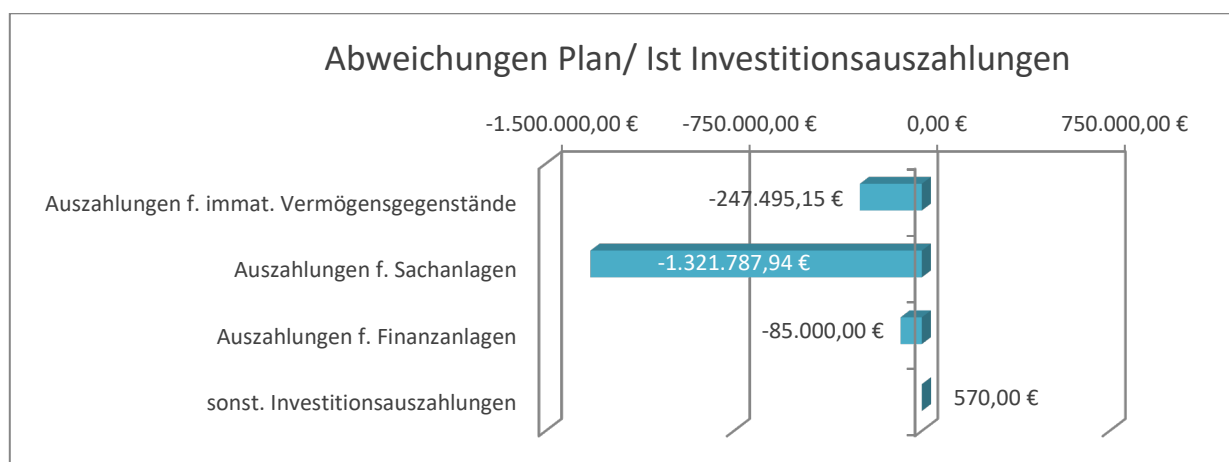 Abweichungen Plan/ Ist Investitionsauszahlungen
-1.500.000,00 € -750.000,00 € 0,00 € 750.000,00 €
Auszahlungen f. immat. Vermögensgegenstände -247.495,15 €
Auszahlungen f. Sachanlagen -1.321.787,94 €
Auszahlungen f. Finanzanlagen -85.000,00 €
sonst. Investitionsauszahlungen 570,00 €